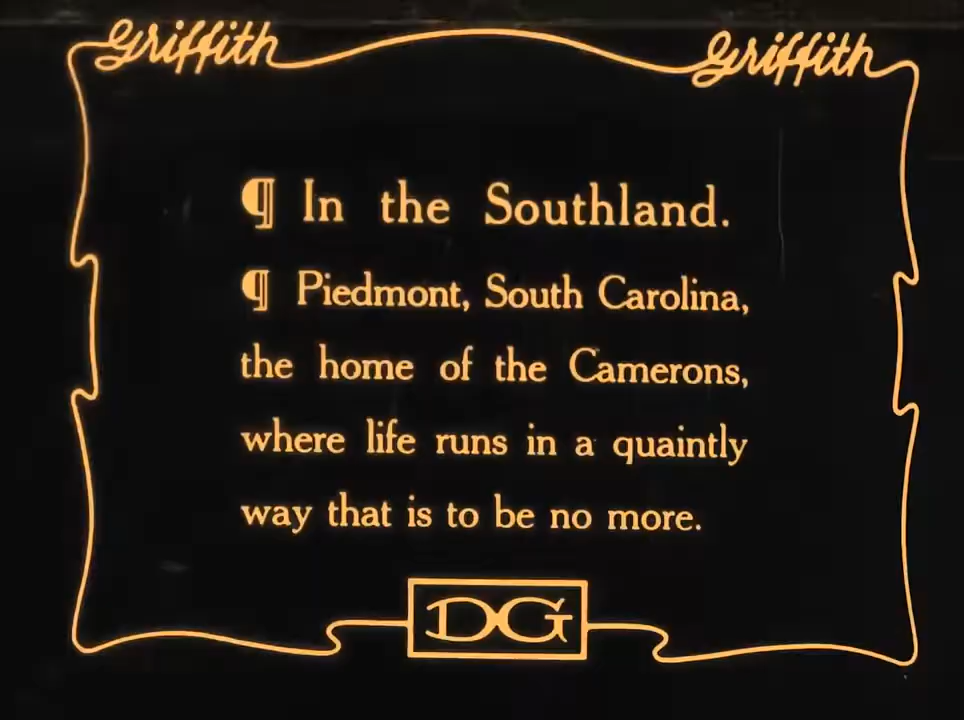 Griffith Griffith
¶ In the Southland.
¶ Piedmont, South Carolina,
the home of the Camerons,
where life runs in a quaintly
way that is to be no more.
DG